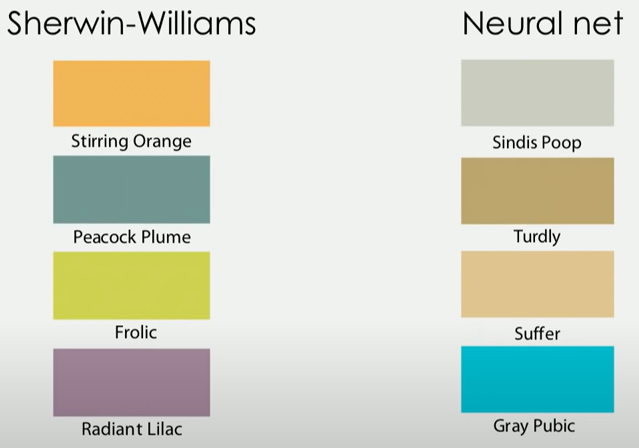 Sherwin-Williams
Stirring Orange
Peacock Plume
Frolic
Radiant Lilac
Neural net
Sindis Poop
Turdly
Suffer
Gray Pubic